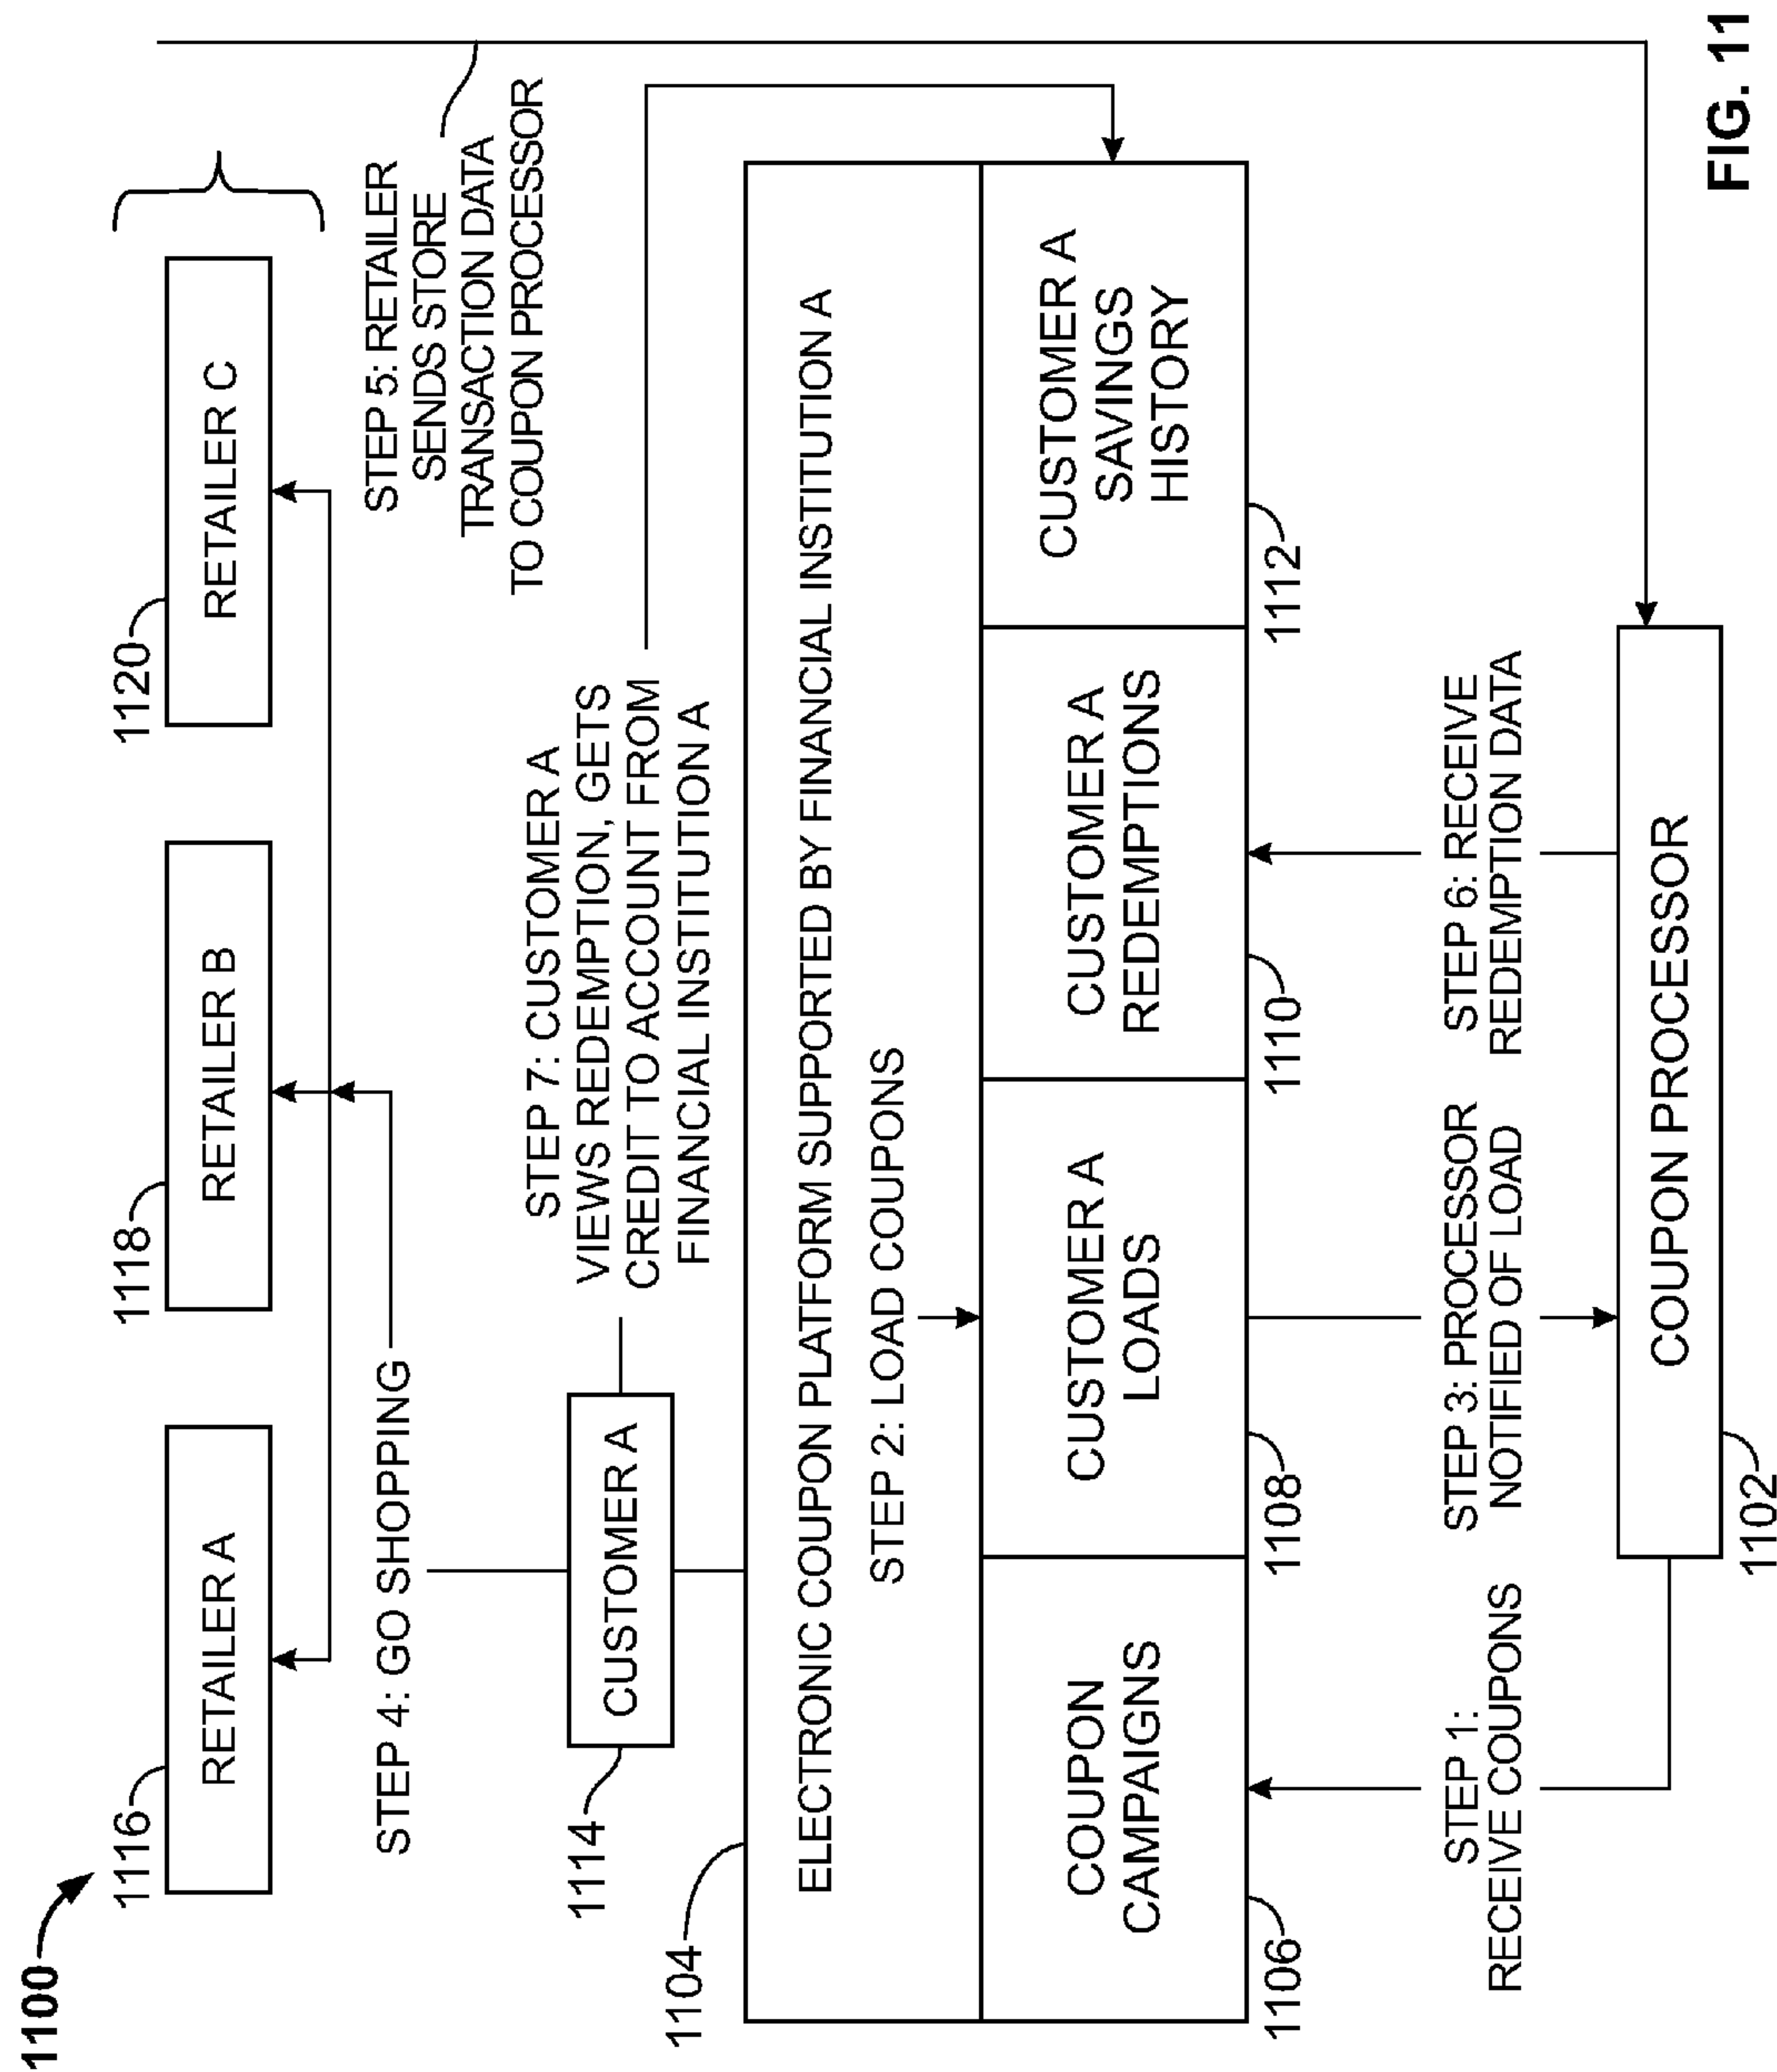 1100
1116
1118
1120
RETAILER A
RETAILER B
RETAILER C
STEP 4: GO SHOPPING
STEP 5: RETAILER
SENDS STORE
TRANSACTION DATA
TO COUPON PROCESSOR
1114
CUSTOMER A
STEP 7: CUSTOMER A
VIEWS REDEMPTION, GETS
CREDIT TO ACCOUNT FROM
FINANCIAL INSTITUTION A
1104
ELECTRONIC COUPON PLATFORM SUPPORTED BY FINANCIAL INSTITUTION A
STEP 2: LOAD COUPONS
COUPON
CAMPAIGNS
CUSTOMER A
LOADS
CUSTOMER A
REDEMPTIONS
CUSTOMER A
SAVINGS
HISTORY
1106
1108
1110
1112
STEP 1:
RECEIVE COUPONS
STEP 3: PROCESSOR
NOTIFIED OF LOAD
STEP 6: RECEIVE
REDEMPTION DATA
COUPON PROCESSOR
1102
FIG. 11